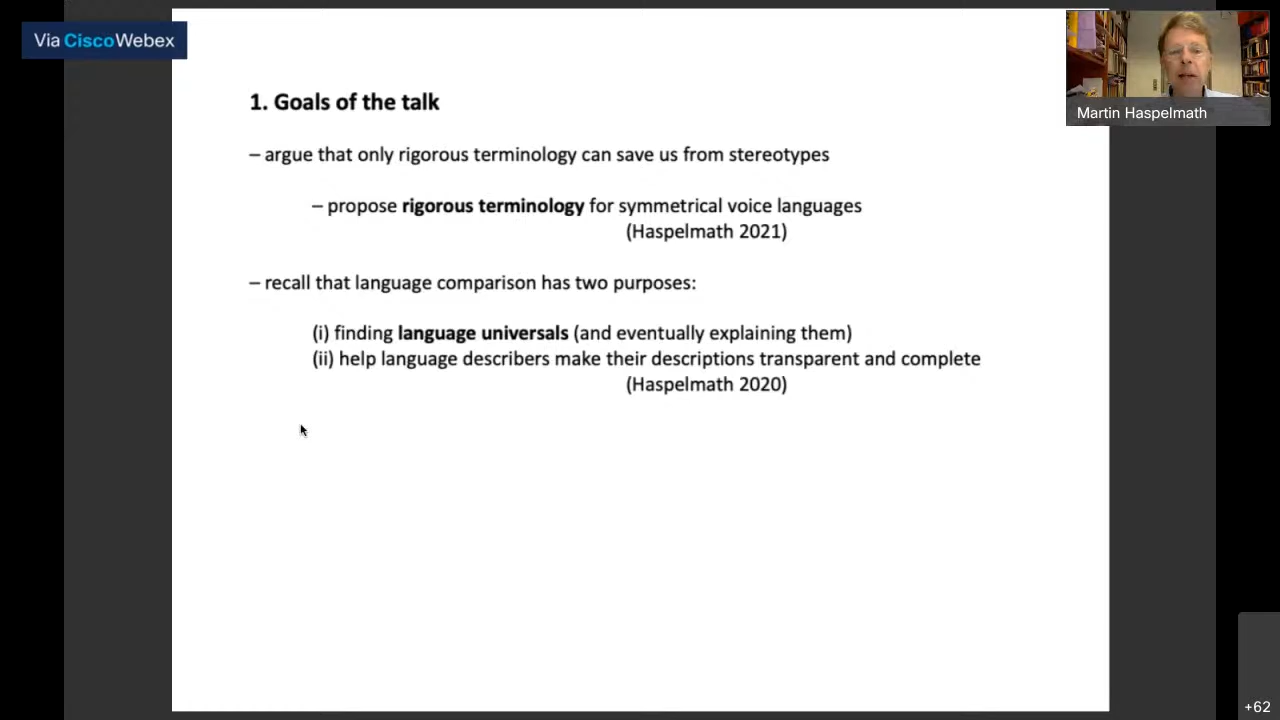 Via Cisco Webex
Martin Haspelmath
1. Goals of the talk
– argue that only rigorous terminology can save us from stereotypes
– propose rigorous terminology for symmetrical voice languages
(Haspelmath 2021)
– recall that language comparison has two purposes:
(i) finding language universals (and eventually explaining them)
(ii) help language describers make their descriptions transparent and complete
(Haspelmath 2020)
+62